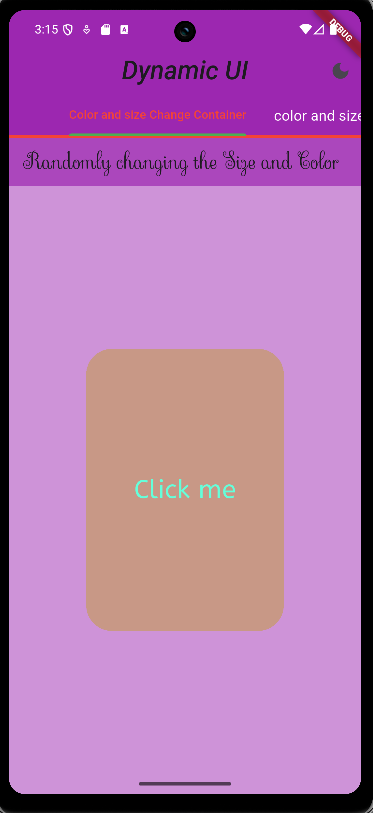 3:15
DEBUG
Dynamic UI
Color and size Change Container
color and size
Randomly changing the Size and Color
Click me